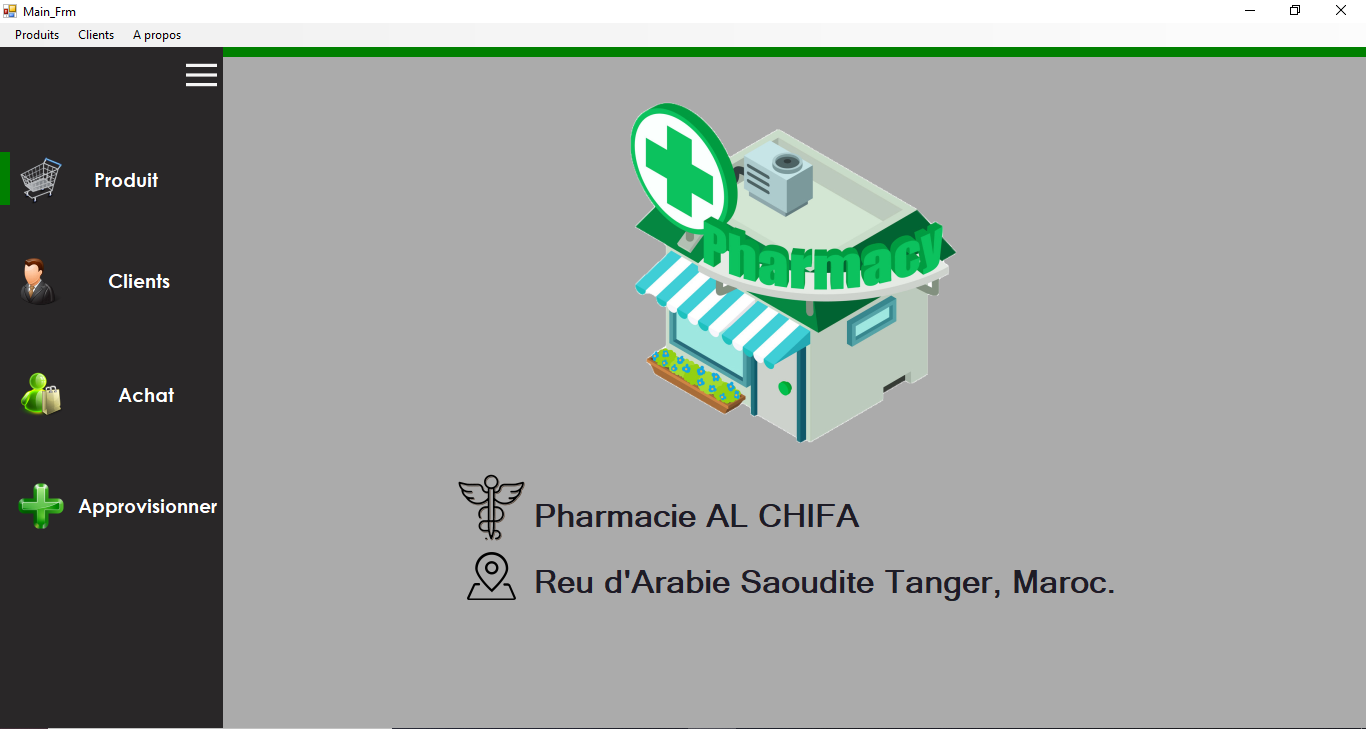 Main_Frm
Produits Clients A propos
Produit
Clients
Achat
Approvisionner
Pharmacy
Pharmacie AL CHIFA
Reu d'Arabie Saoudite Tanger, Maroc.